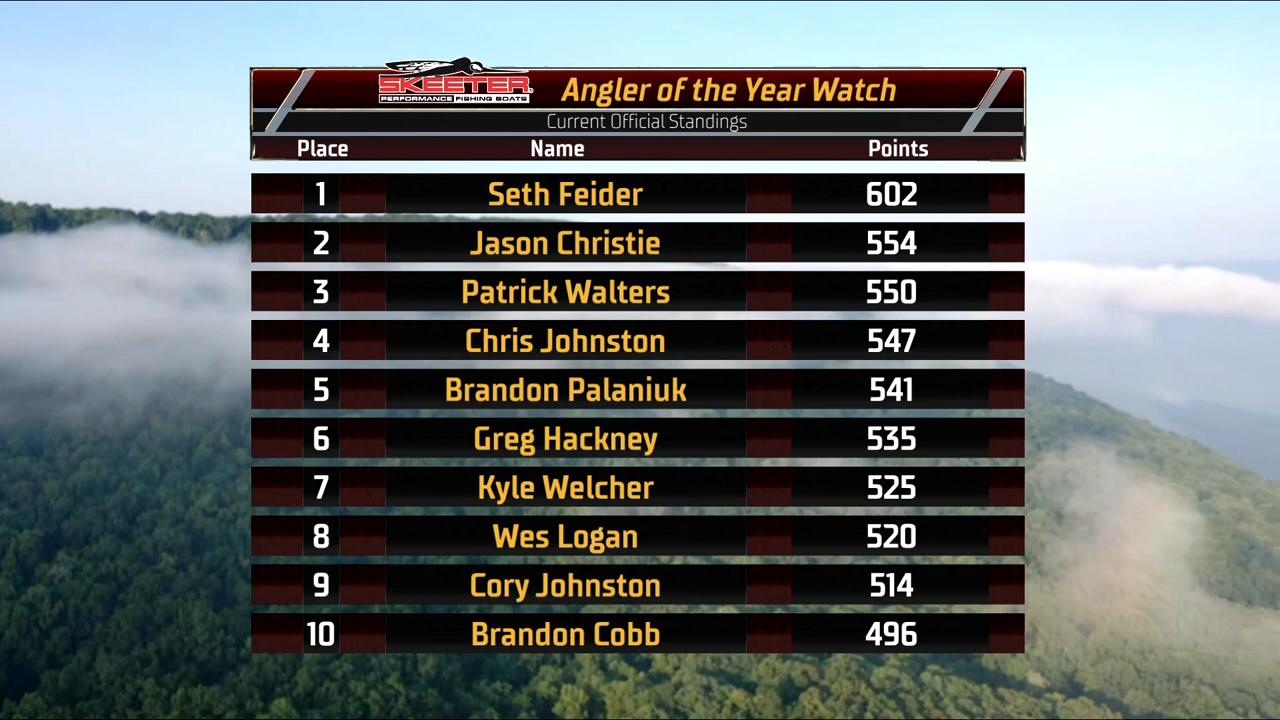 SKEETER
PERFORMANCE FISHING BOATS
Angler of the Year Watch
Current Official Standings
Place Name Points
1 Seth Feider 602
2 Jason Christie 554
3 Patrick Walters 550
4 Chris Johnston 547
5 Brandon Palaniuk 541
6 Greg Hackney 535
7 Kyle Welcher 525
8 Wes Logan 520
9 Cory Johnston 514
10 Brandon Cobb 496